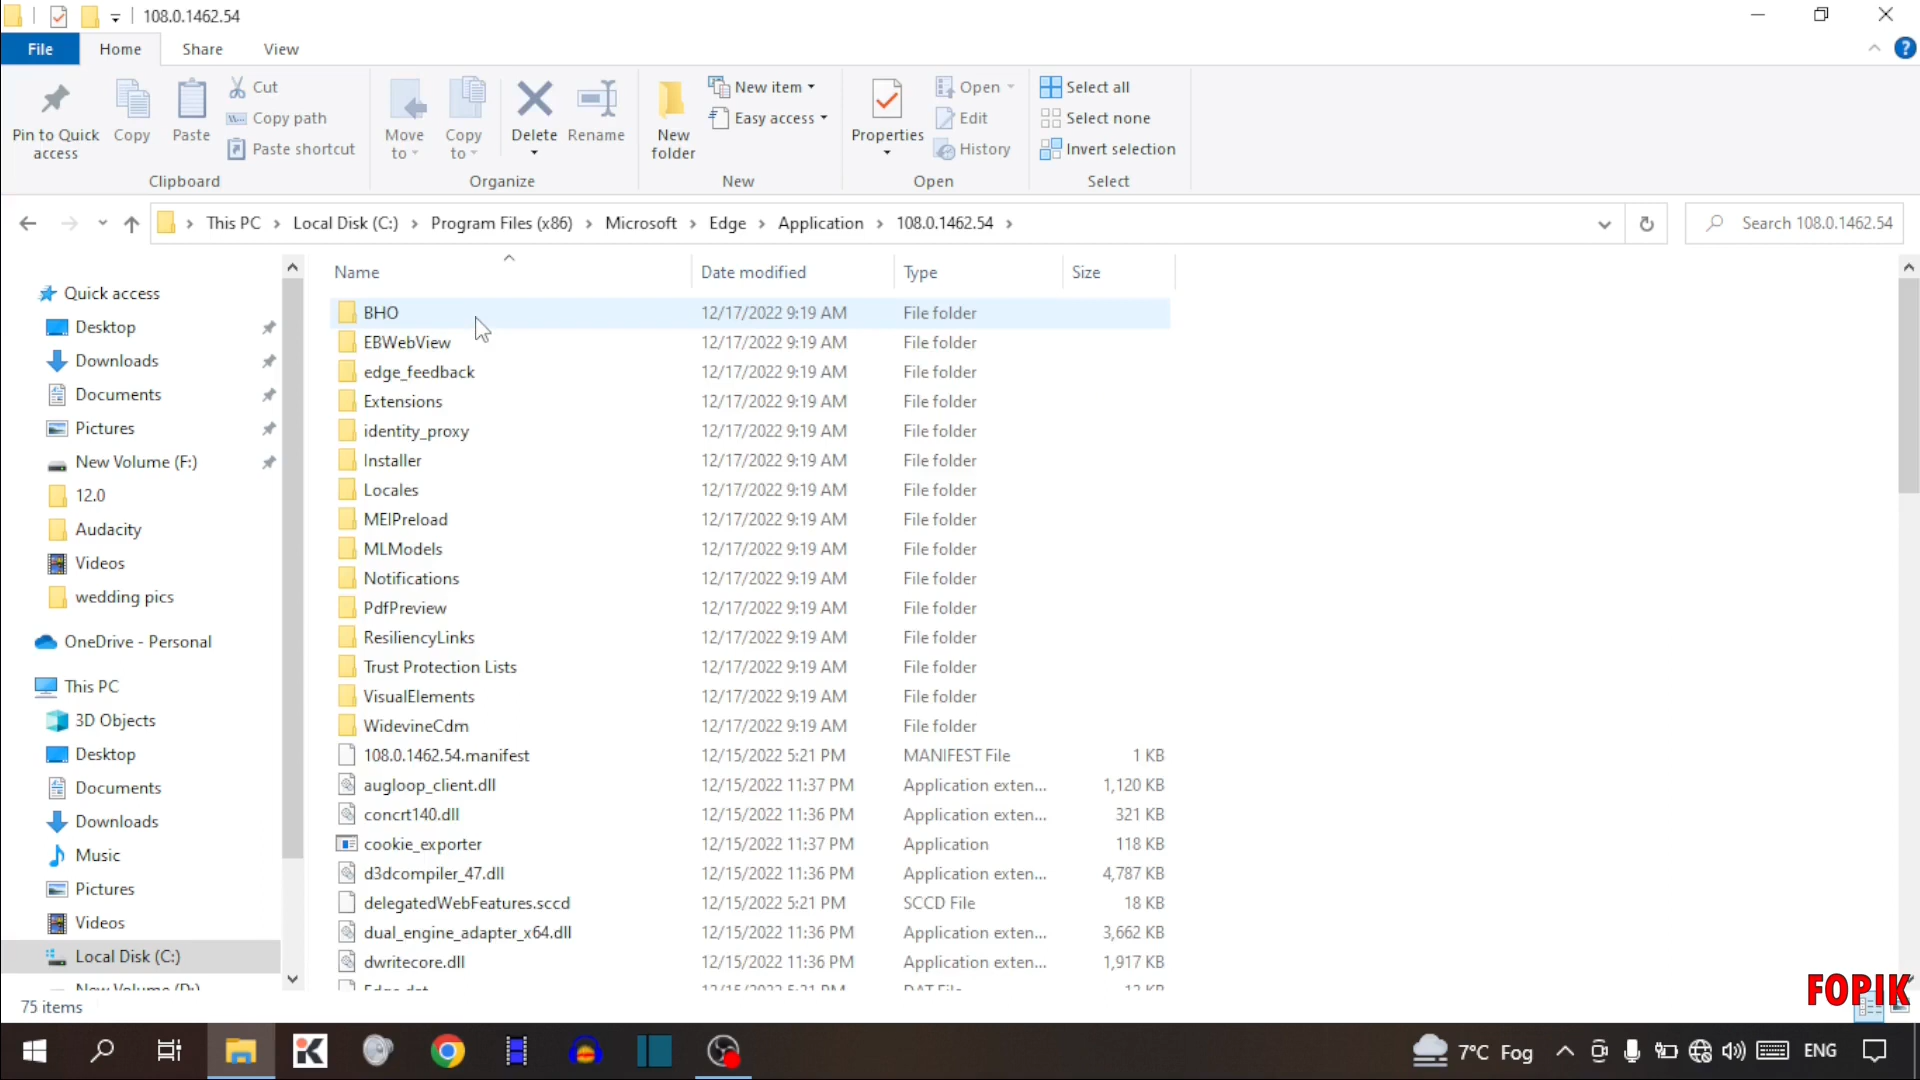 108.0.1462.54
File
Home
Share
View
Pin to Quick access
Copy
Paste
Cut
Copy path
Paste shortcut
Clipboard
Move to
Copy to
Delete
Rename
Organize
New folder
New item
Easy access
New
Properties
Open
Edit
History
Open
Select all
Select none
Invert selection
Select
This PC > Local Disk (C:) > Program Files (x86) > Microsoft > Edge > Application > 108.0.1462.54 >
Search 108.0.1462.54
Quick access
Desktop
Downloads
Documents
Pictures
New Volume (F:)
12.0
Audacity
Videos
wedding pics
OneDrive - Personal
This PC
3D Objects
Desktop
Documents
Downloads
Music
Pictures
Videos
Local Disk (C:)
New Volume (D:)
Name Date modified Type Size
BHO 12/17/2022 9:19 AM File folder
EBWebView 12/17/2022 9:19 AM File folder
edge_feedback 12/17/2022 9:19 AM File folder
Extensions 12/17/2022 9:19 AM File folder
identity_proxy 12/17/2022 9:19 AM File folder
Installer 12/17/2022 9:19 AM File folder
Locales 12/17/2022 9:19 AM File folder
MEIPreload 12/17/2022 9:19 AM File folder
MLModels 12/17/2022 9:19 AM File folder
Notifications 12/17/2022 9:19 AM File folder
PdfPreview 12/17/2022 9:19 AM File folder
ResiliencyLinks 12/17/2022 9:19 AM File folder
Trust Protection Lists 12/17/2022 9:19 AM File folder
VisualElements 12/17/2022 9:19 AM File folder
WidevineCdm 12/17/2022 9:19 AM File folder
108.0.1462.54.manifest 12/15/2022 5:21 PM MANIFEST File 1 KB
augloop_client.dll 12/15/2022 11:37 PM Application exten... 1,120 KB
concrt140.dll 12/15/2022 11:36 PM Application exten... 321 KB
cookie_exporter 12/15/2022 11:37 PM Application 118 KB
d3dcompiler_47.dll 12/15/2022 11:36 PM Application exten... 4,787 KB
delegatedWebFeatures.sccd 12/15/2022 5:21 PM SCCD File 18 KB
dual_engine_adapter_x64.dll 12/15/2022 11:36 PM Application exten... 3,662 KB
dwritecore.dll 12/15/2022 11:36 PM Application exten... 1,917 KB
Edge.dat 12/15/2022 5:21 PM DAT File 12 KB
75 items
FOPIK
7°C Fog
ENG